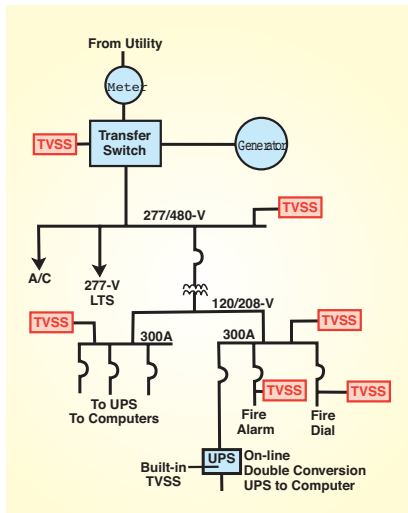 From Utility
Meter
TVSS
Transfer
Switch
Generator
TVSS
277/480-V
A/C
277-V
LTS
120/208-V
TVSS
300A
300A
TVSS
To UPS
To Computers
TVSS
TVSS
Fire
Alarm
Fire
Dial
Built-in
TVSS
UPS
On-line
Double Conversion
UPS to Computer